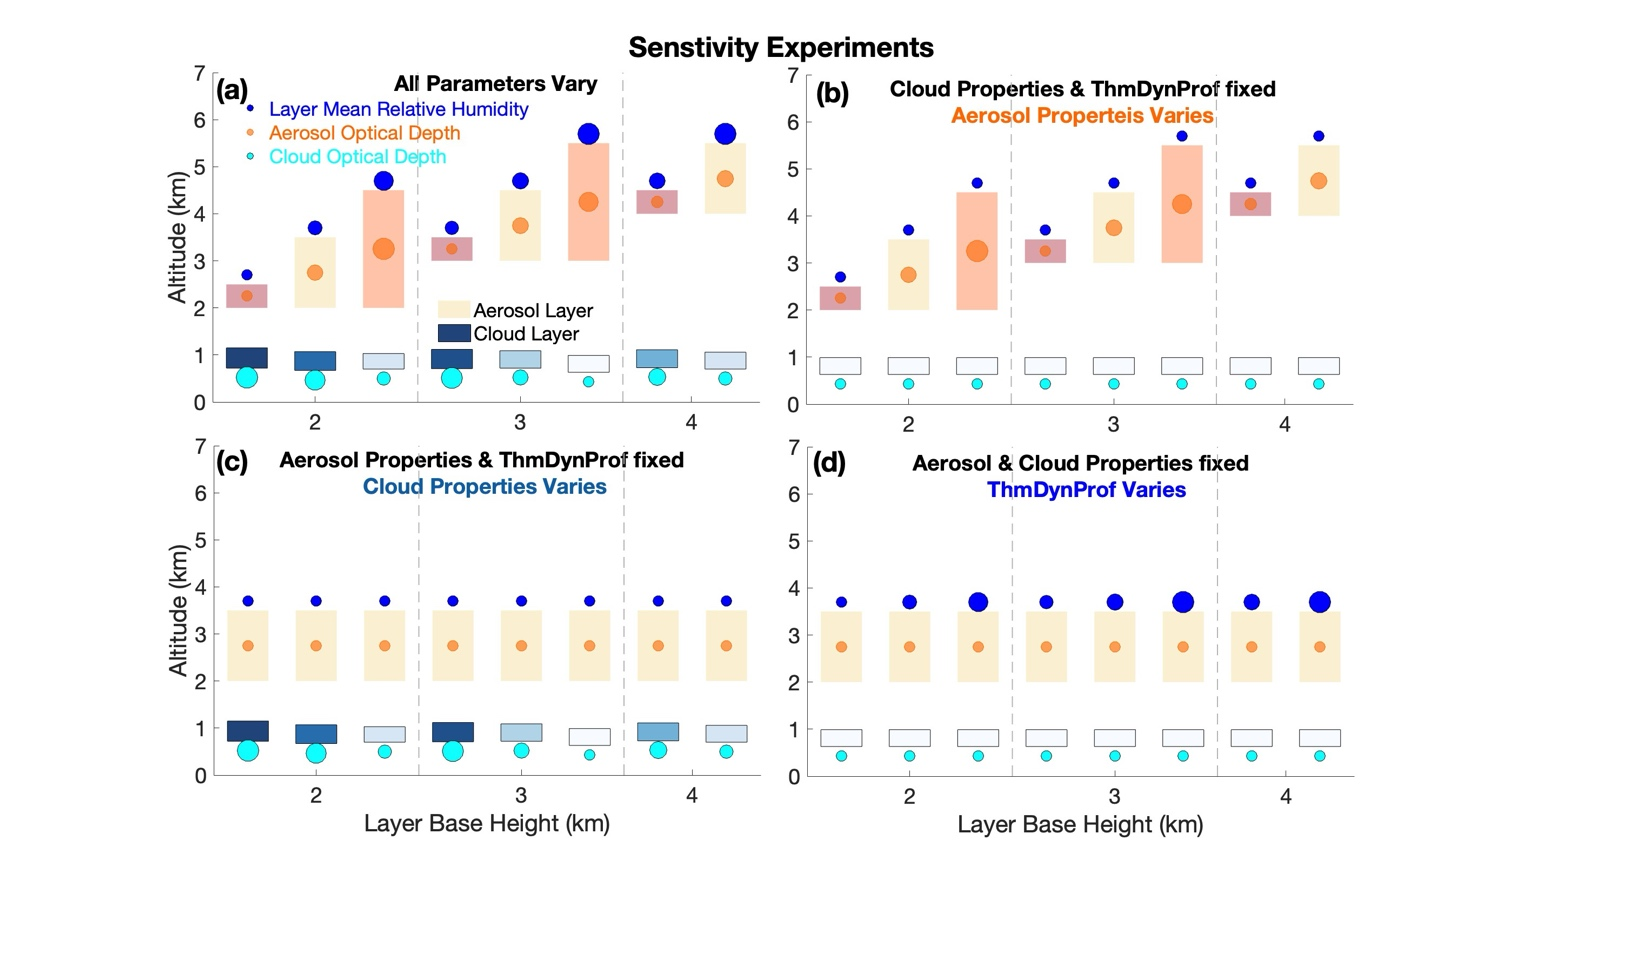 Senstivity Experiments
(a)
All Parameters Vary
Layer Mean Relative Humidity
Aerosol Optical Depth
Cloud Optical Depth
Aerosol Layer
Cloud Layer
Altitude (km)
7
6
5
4
3
2
1
0
2
3
4
(b)
Cloud Properties & ThmDynProf fixed
Aerosol Properteis Varies
7
6
5
4
3
2
1
0
2
3
4
(c)
Aerosol Properties & ThmDynProf fixed
Cloud Properties Varies
Altitude (km)
7
6
5
4
3
2
1
0
2
3
4
Layer Base Height (km)
(d)
Aerosol & Cloud Properties fixed
ThmDynProf Varies
7
6
5
4
3
2
1
0
2
3
4
Layer Base Height (km)